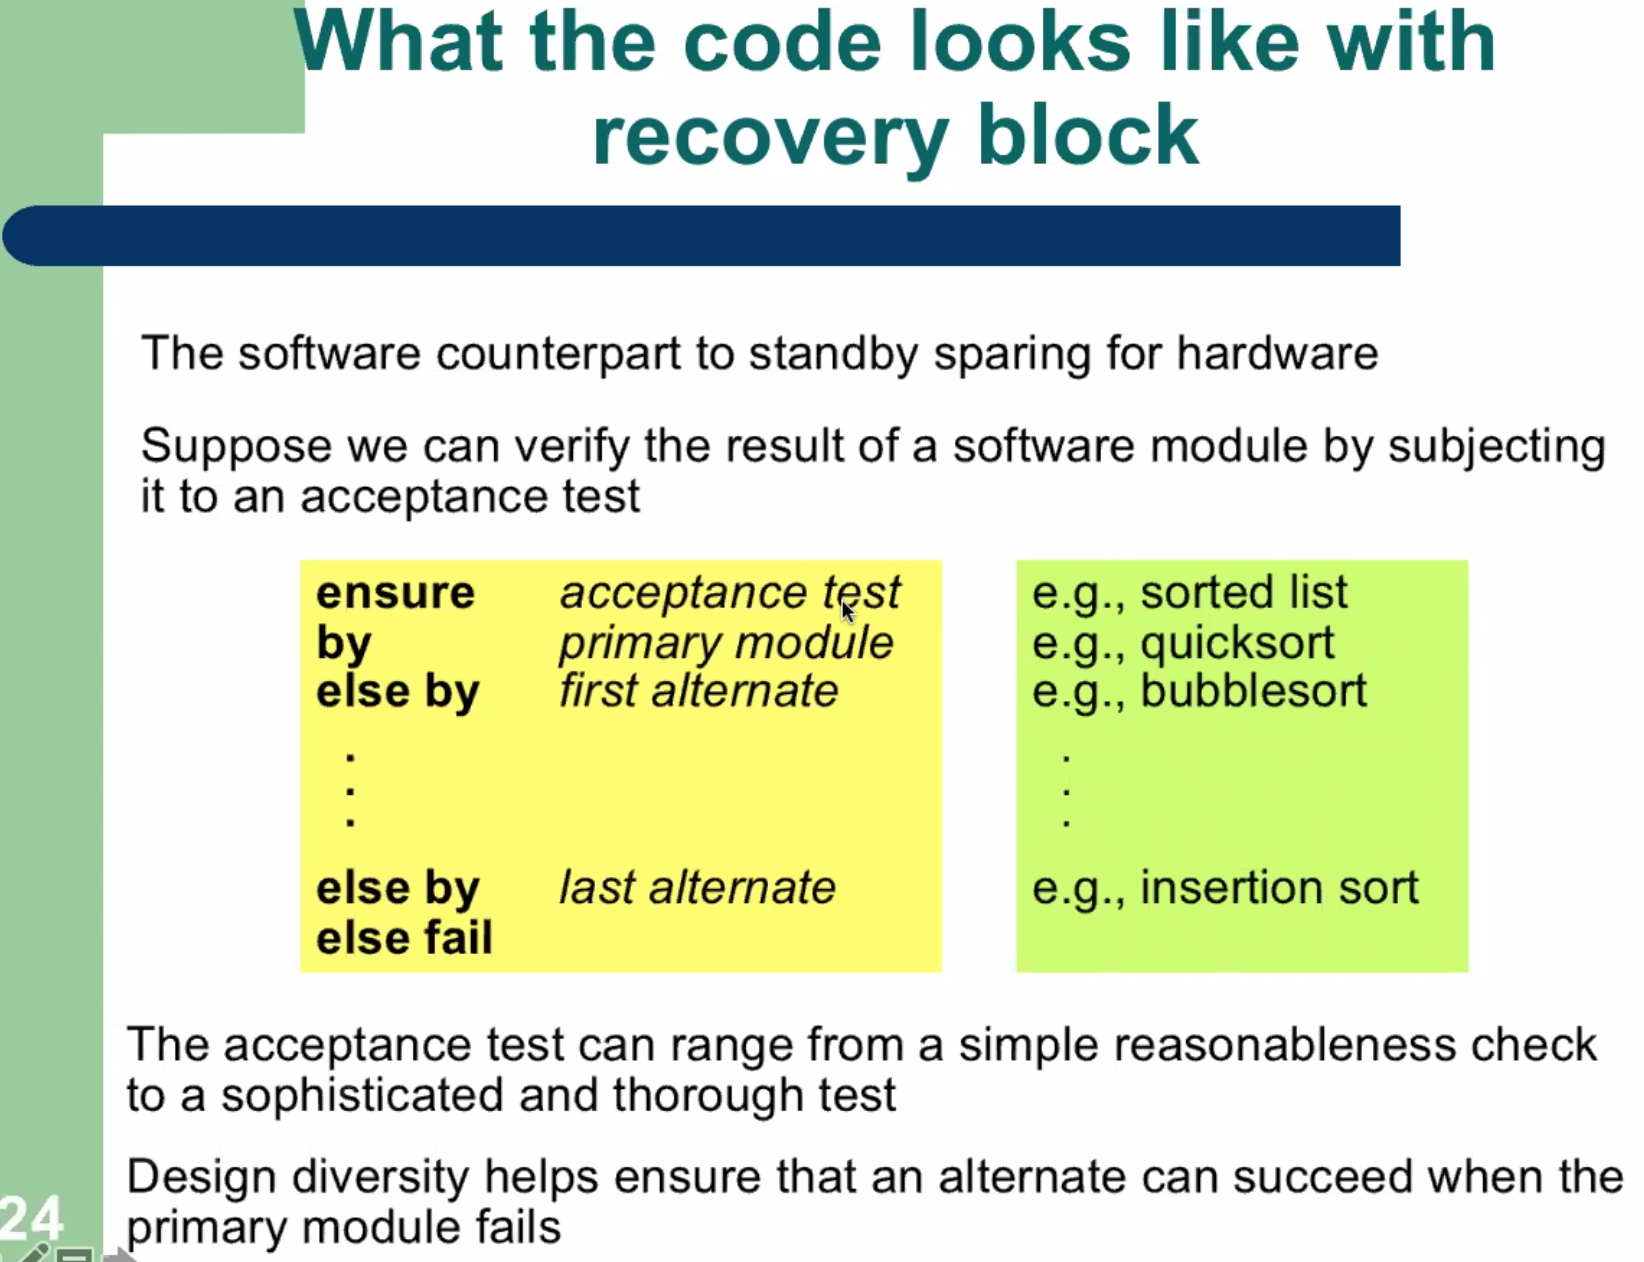 What the code looks like with
recovery block
The software counterpart to standby sparing for hardware
Suppose we can verify the result of a software module by subjecting
it to an acceptance test
ensure acceptance test e.g., sorted list
by primary module e.g., quicksort
else by first alternate e.g., bubblesort
. .
. .
. .
else by last alternate e.g., insertion sort
else fail
The acceptance test can range from a simple reasonableness check
to a sophisticated and thorough test
Design diversity helps ensure that an alternate can succeed when the
primary module fails
24